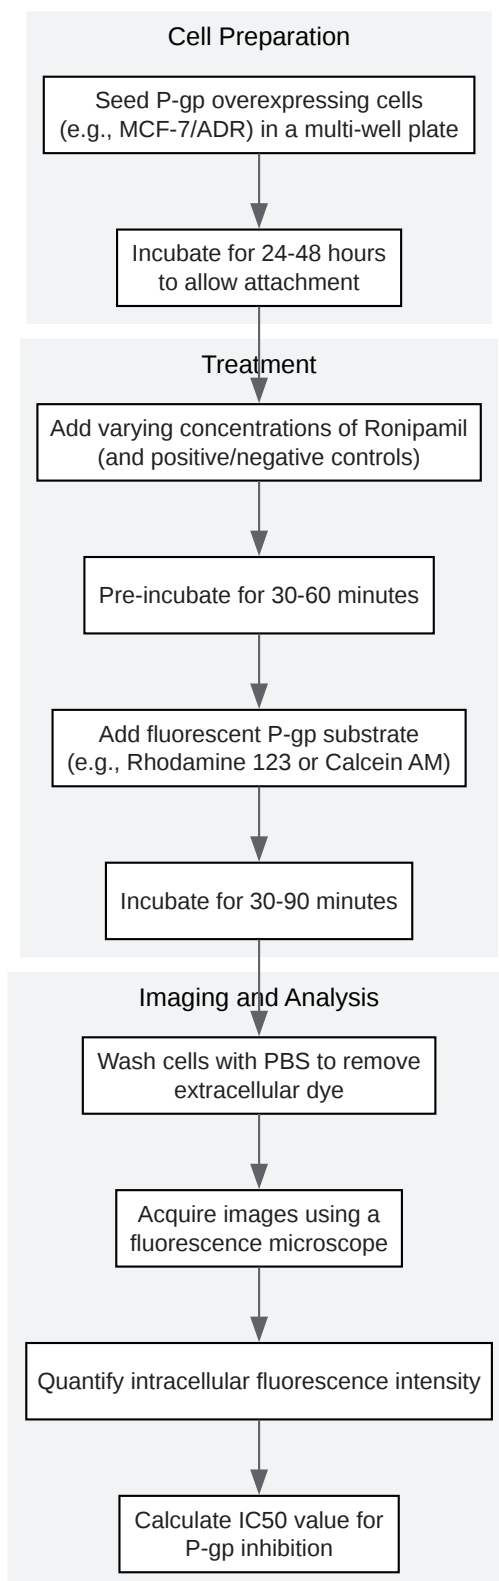 Cell Preparation
Seed P-gp overexpressing cells
(e.g., MCF-7/ADR) in a multi-well plate
Incubate for 24-48 hours
to allow attachment
Treatment
Add varying concentrations of Ronipamil
(and positive/negative controls)
Pre-incubate for 30-60 minutes
Add fluorescent P-gp substrate
(e.g., Rhodamine 123 or Calcein AM)
Incubate for 30-90 minutes
Imaging and Analysis
Wash cells with PBS to remove
extracellular dye
Acquire images using a
fluorescence microscope
Quantify intracellular fluorescence intensity
Calculate IC50 value for
P-gp inhibition